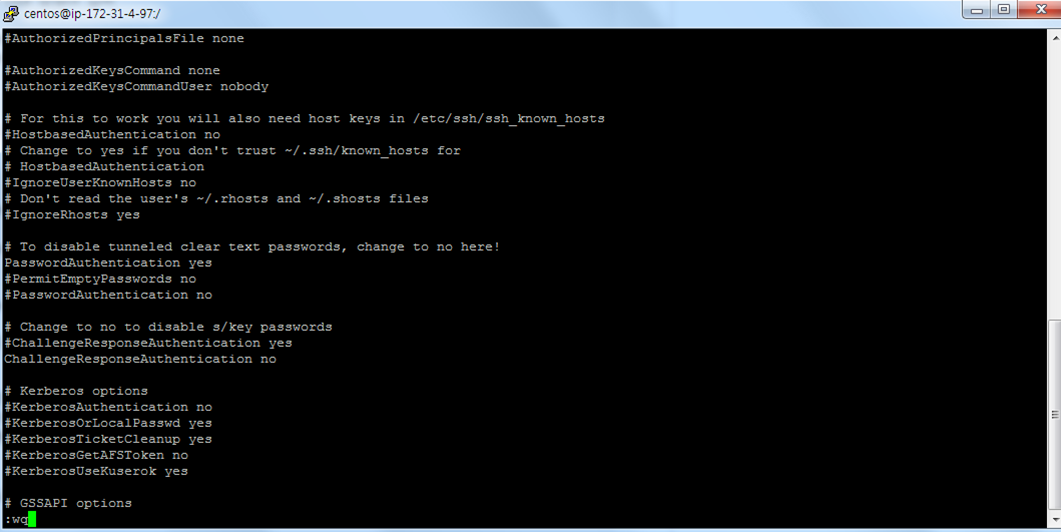 centos@ip-172-31-4-97:/
#AuthorizedPrincipalsFile none
#AuthorizedKeysCommand none
#AuthorizedKeysCommandUser nobody
# For this to work you will also need host keys in /etc/ssh/ssh_known_hosts
#HostbasedAuthentication no
# Change to yes if you don't trust ~/.ssh/known_hosts for
# HostbasedAuthentication
#IgnoreUserKnownHosts no
# Don't read the user's ~/.rhosts and ~/.shosts files
#IgnoreRhosts yes
# To disable tunneled clear text passwords, change to no here!
PasswordAuthentication yes
#PermitEmptyPasswords no
#PasswordAuthentication no
# Change to no to disable s/key passwords
#ChallengeResponseAuthentication yes
ChallengeResponseAuthentication no
# Kerberos options
#KerberosAuthentication no
#KerberosOrLocalPasswd yes
#KerberosTicketCleanup yes
#KerberosGetAFSToken no
#KerberosUseKuserok yes
# GSSAPI options
:wq